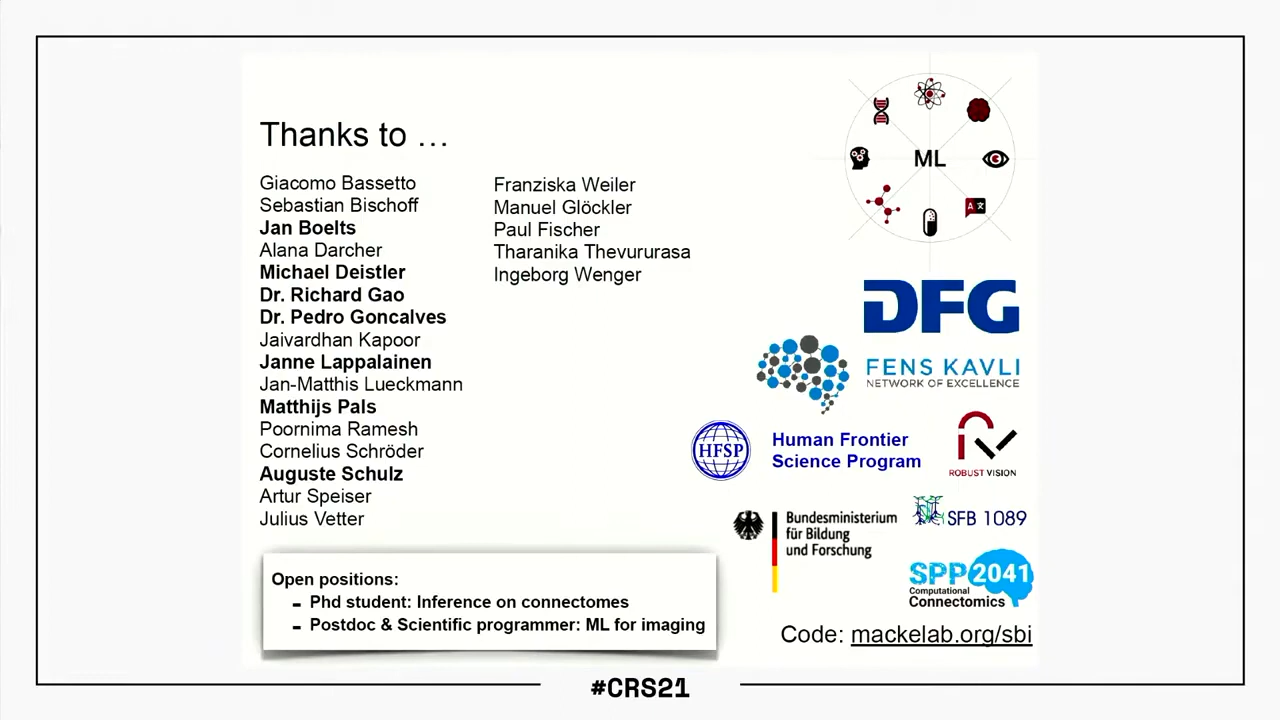 Thanks to …
Giacomo Bassetto
Sebastian Bischoff
Jan Boelts
Alana Darcher
Michael Deistler
Dr. Richard Gao
Dr. Pedro Goncalves
Jaivardhan Kapoor
Janne Lappalainen
Jan-Matthis Lueckmann
Matthijs Pals
Poornima Ramesh
Cornelius Schröder
Auguste Schulz
Artur Speiser
Julius Vetter
Franziska Weiler
Manuel Glöckler
Paul Fischer
Tharanika Thevururasa
Ingeborg Wenger
ML
A文
DFG
FENS KAVLI
NETWORK OF EXCELLENCE
HFSP
Human Frontier
Science Program
ROBUST VISION
Bundesministerium
für Bildung
und Forschung
SFB 1089
SPP 2041
Computational
Connectomics
Open positions:
- Phd student: Inference on connectomes
- Postdoc & Scientific programmer: ML for imaging
Code: mackelab.org/sbi
#CRS21